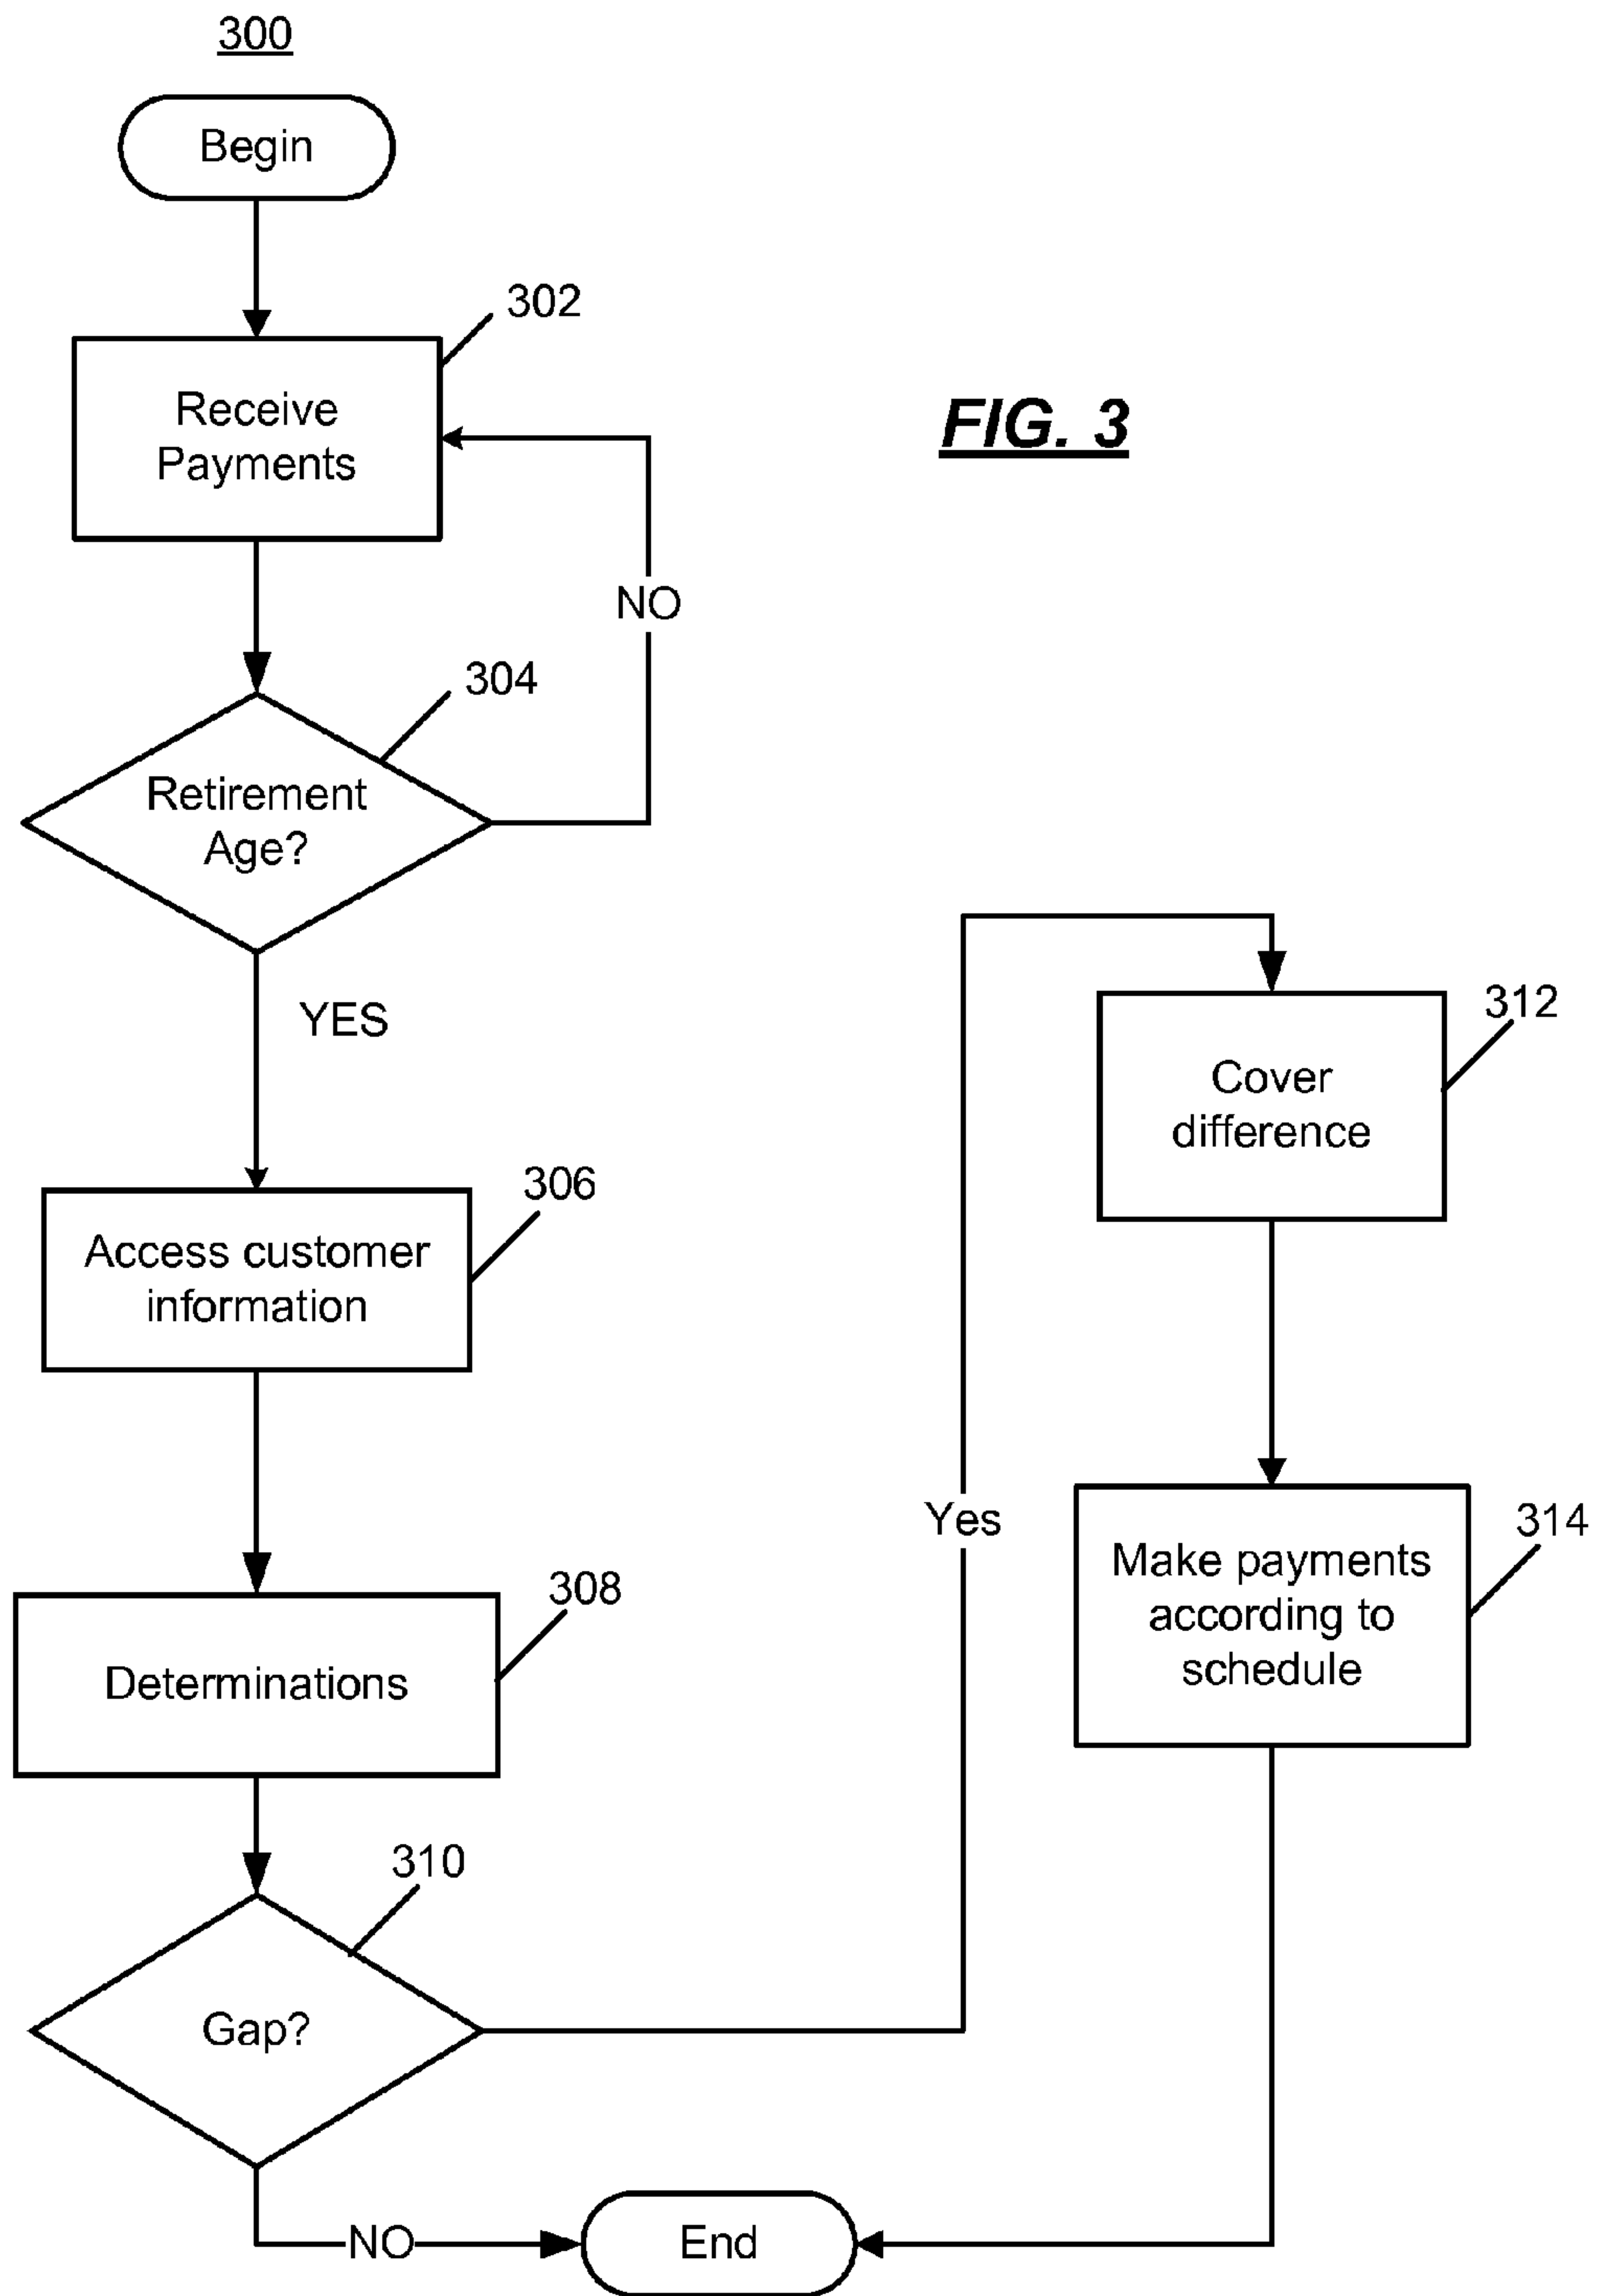 300
Begin
302
Receive
Payments
FIG. 3
NO
304
Retirement
Age?
YES
306
Access customer
information
308
Determinations
310
Gap?
Yes
312
Cover
difference
314
Make payments
according to
schedule
NO
End